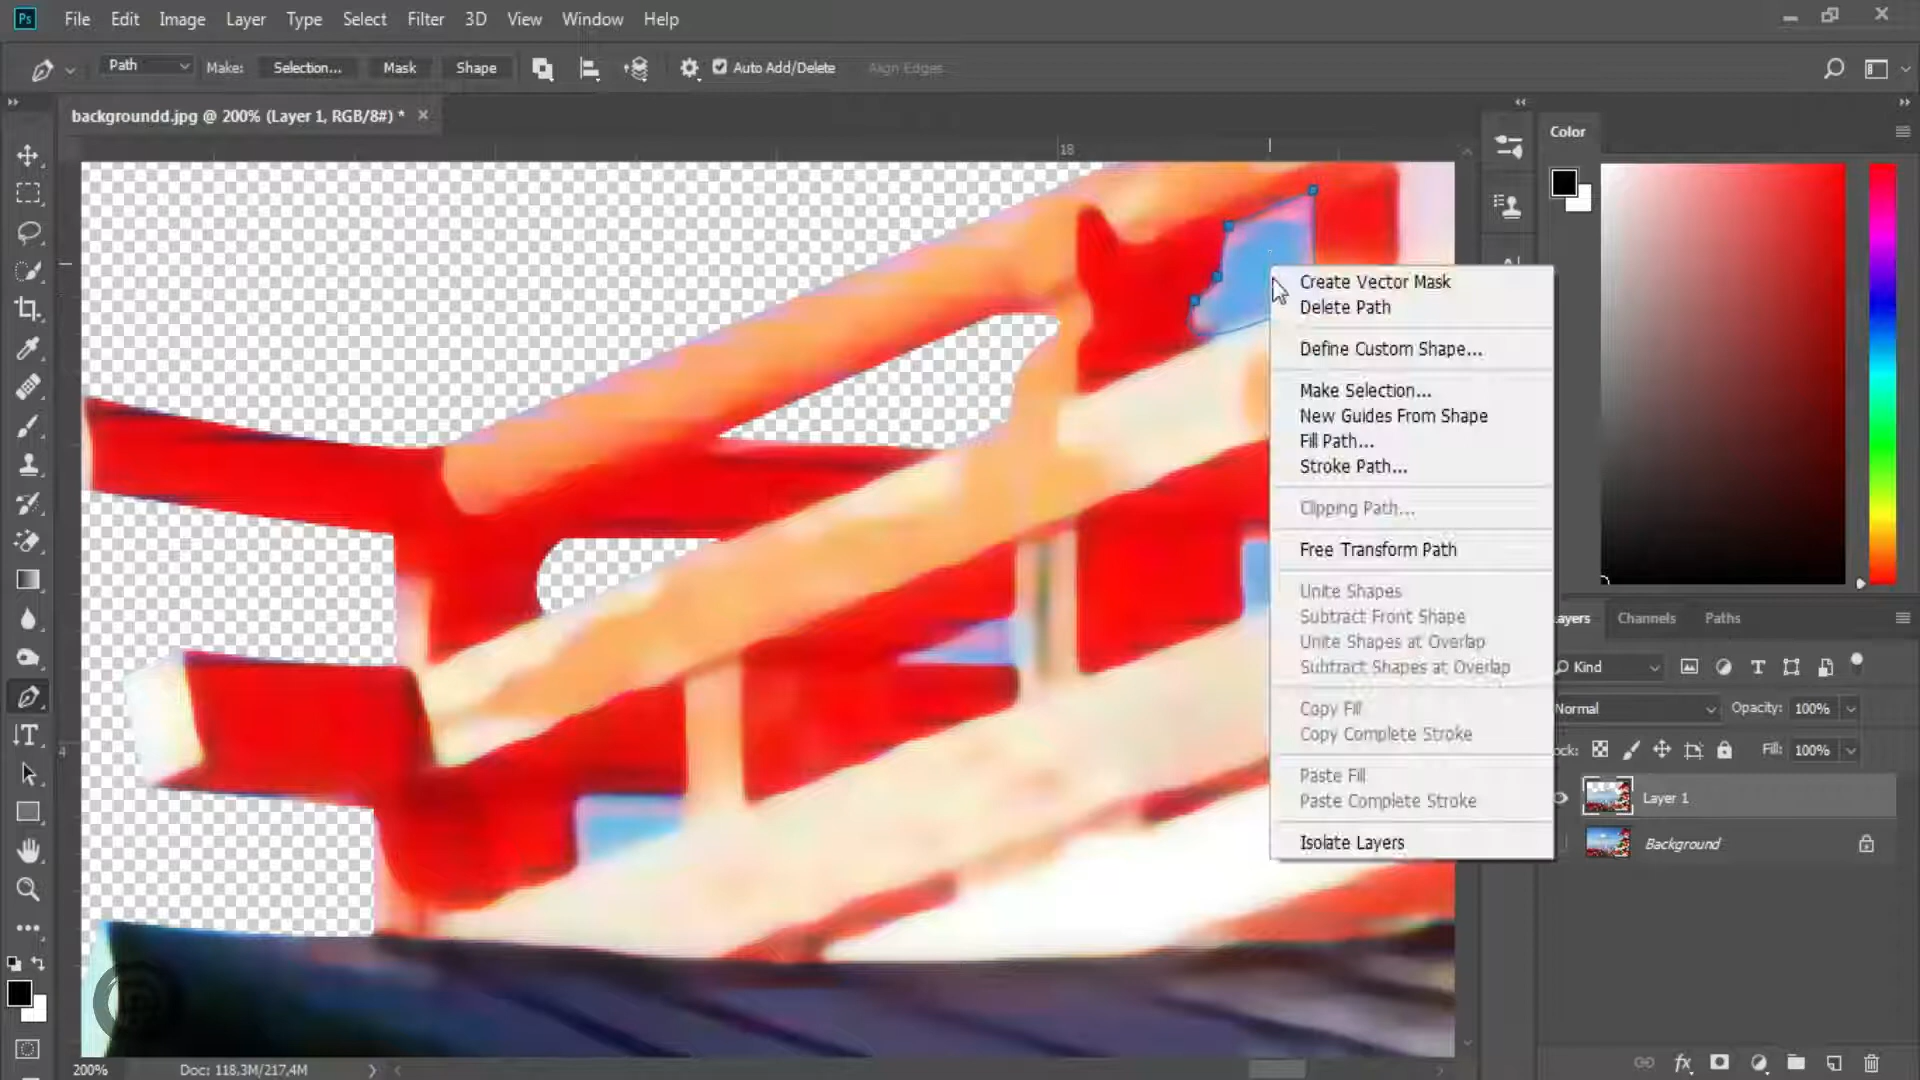 Ps File Edit Image Layer Type Select Filter 3D View Window Help
Path Make: Selection... Mask Shape Auto Add/Delete Align Edges
backgroundd.jpg @ 200% (Layer 1, RGB/8#) * ×
18
4
Create Vector Mask
Delete Path
Define Custom Shape...
Make Selection...
New Guides From Shape
Fill Path...
Stroke Path...
Clipping Path...
Free Transform Path
Unite Shapes
Subtract Front Shape
Unite Shapes at Overlap
Subtract Shapes at Overlap
Copy Fill
Copy Complete Stroke
Paste Fill
Paste Complete Stroke
Isolate Layers
Color
ayers Channels Paths
Kind
Normal Opacity: 100%
ock: Fill: 100%
Layer 1
Background
200% Doc: 118,3M/217,4M